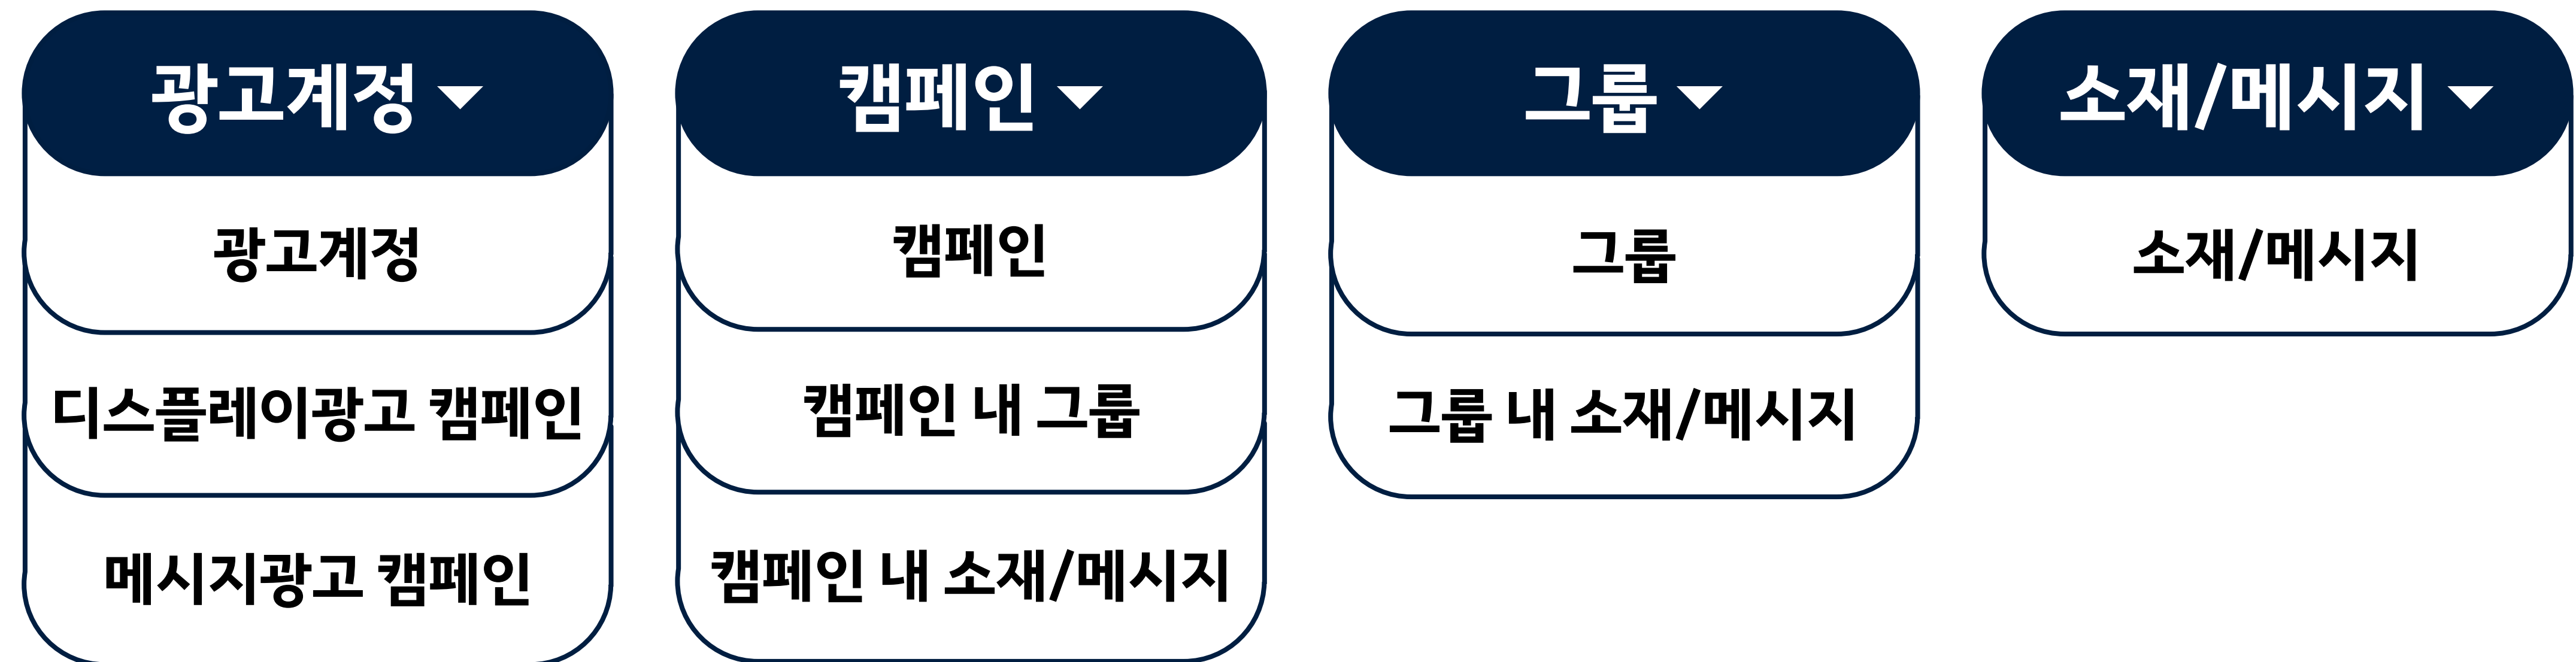 광고계정
광고계정
디스플레이광고 캠페인
메시지광고 캠페인
캠페인
캠페인
캠페인 내 그룹
캠페인 내 소재/메시지
그룹
그룹
그룹 내 소재/메시지
소재/메시지
소재/메시지